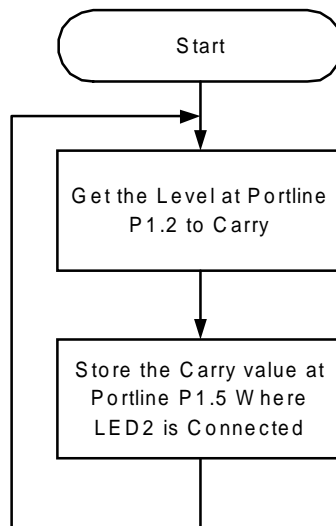 Start
Get the Level at Portline
P1.2 to Carry
Store the Carry value at
Portline P1.5 Where
LED2 is Connected